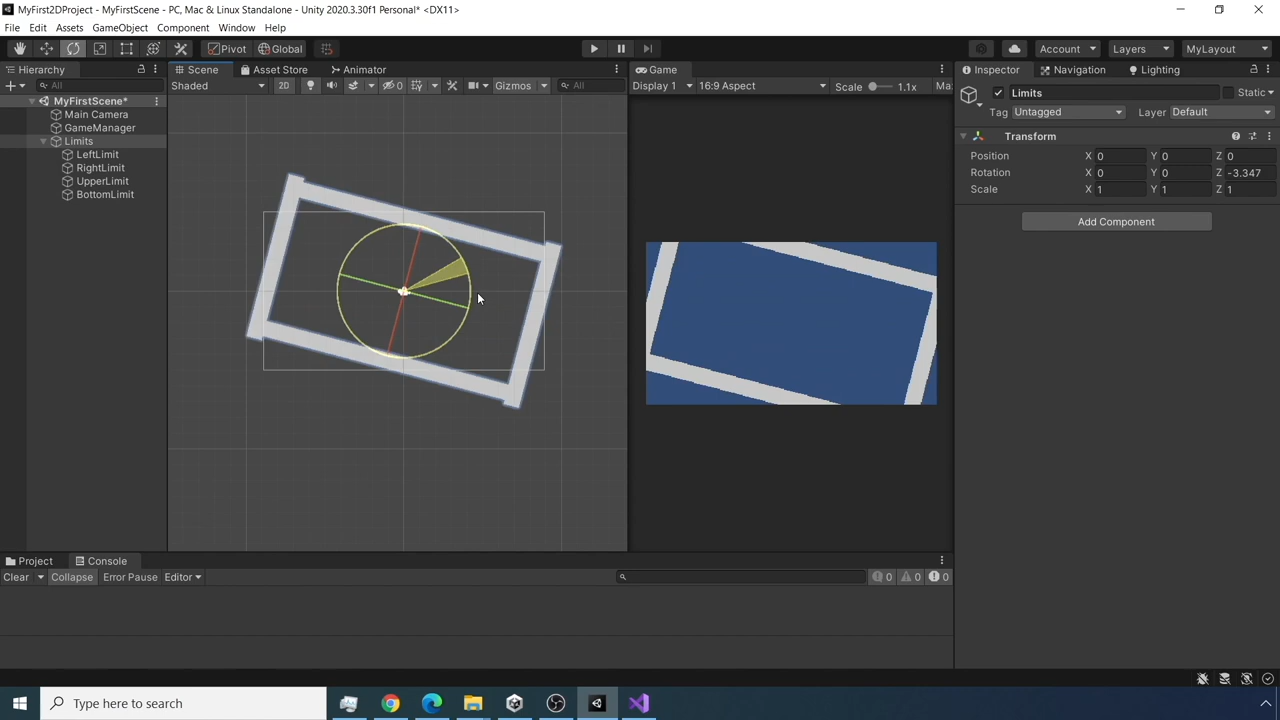 MyFirst2DProject - MyFirstScene - PC, Mac & Linux Standalone - Unity 2020.3.30f1 Personal* <DX11>
File Edit Assets GameObject Component Window Help
Pivot Global Account Layers MyLayout
Hierarchy Scene Asset Store Animator Game Inspector Navigation Lighting
All Shaded 2D 0 Gizmos All Display 1 16:9 Aspect Scale 1.1x Ma
MyFirstScene* Limits Static
Main Camera Tag Untagged Layer Default
GameManager
Limits Transform
LeftLimit Position X 0 Y 0 Z 0
RightLimit Rotation X 0 Y 0 Z -3.347
UpperLimit Scale X 1 Y 1 Z 1
BottomLimit
Add Component
Project Console
Clear Collapse Error Pause Editor 0 0 0
Type here to search